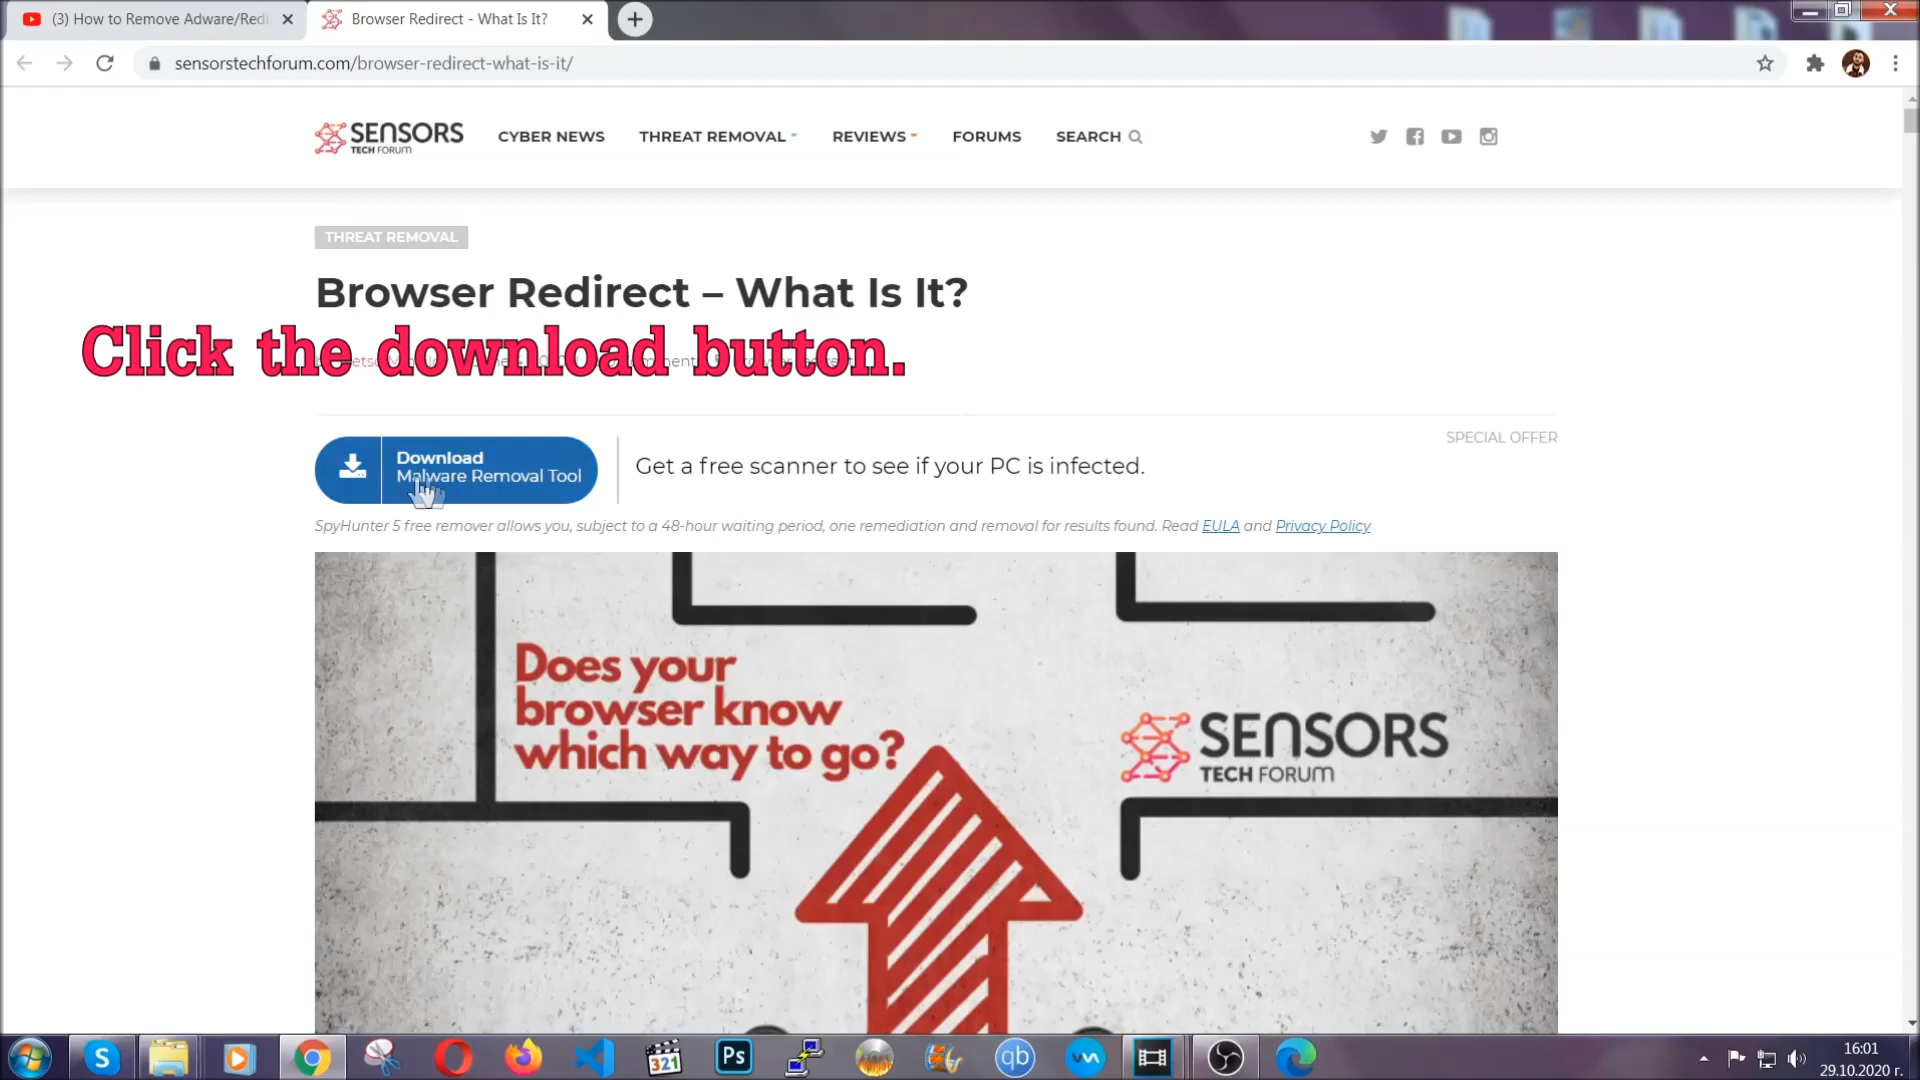 (3) How to Remove Adware/Redi
Browser Redirect - What Is It?
sensorstechforum.com/browser-redirect-what-is-it/
SENSORS
TECH FORUM
CYBER NEWS
THREAT REMOVAL
REVIEWS
FORUMS
SEARCH
THREAT REMOVAL
Browser Redirect – What Is It?
Click the download button.
SPECIAL OFFER
Download
Malware Removal Tool
Get a free scanner to see if your PC is infected.
SpyHunter 5 free remover allows you, subject to a 48-hour waiting period, one remediation and removal for results found. Read EULA and Privacy Policy
Does your
browser know
which way to go?
SENSORS
TECH FORUM
S
321
Ps
qb
16:01
29.10.2020 г.